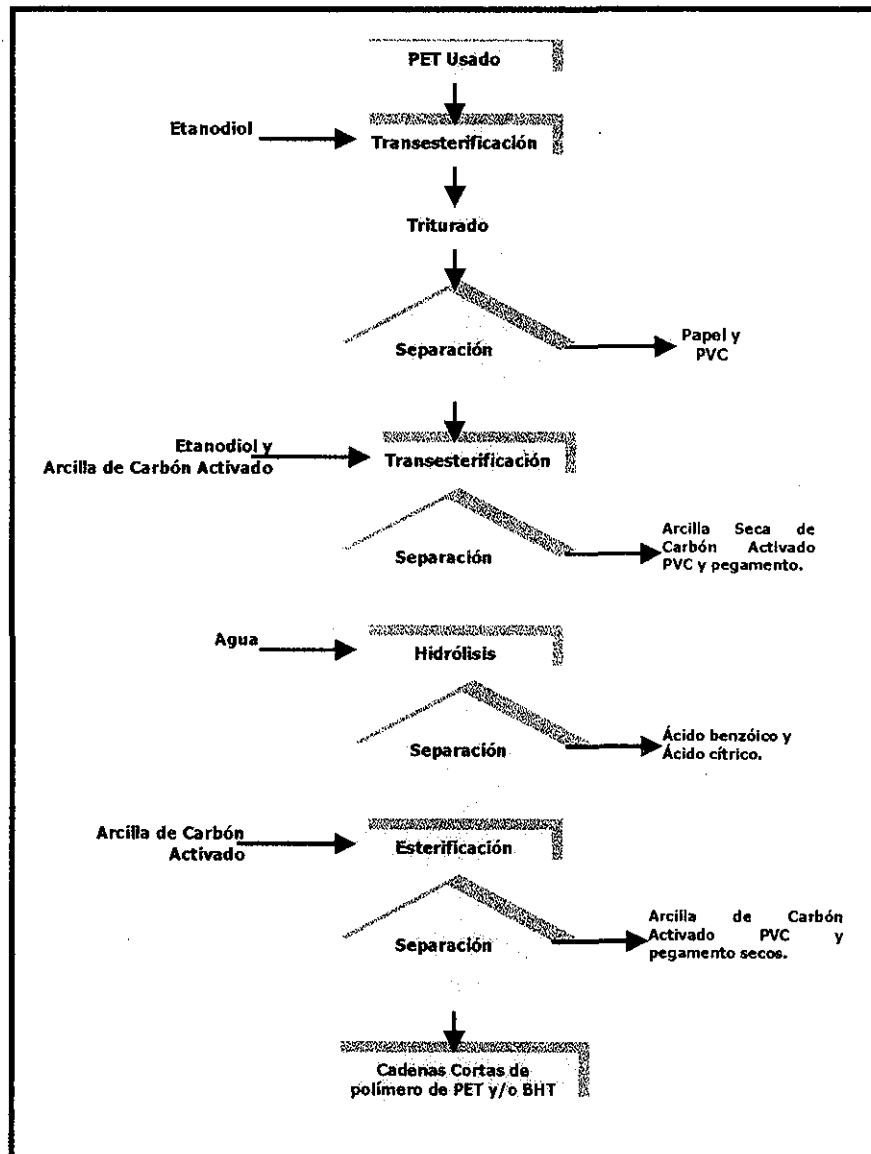 PET Usado
Etanodiol
Transesterificación
Triturado
Separación
Papel y
PVC
Etanodiol y
Arcilla de Carbón Activado
Transesterificación
Separación
Arcilla Seca de
Carbón Activado
PVC y pegamento.
Agua
Hidrólisis
Separación
Ácido benzóico y
Ácido cítrico.
Arcilla de Carbón
Activado
Esterificación
Separación
Arcilla de Carbón
Activado PVC y
pegamento secos.
Cadenas Cortas de
polímero de PET y/o BHT